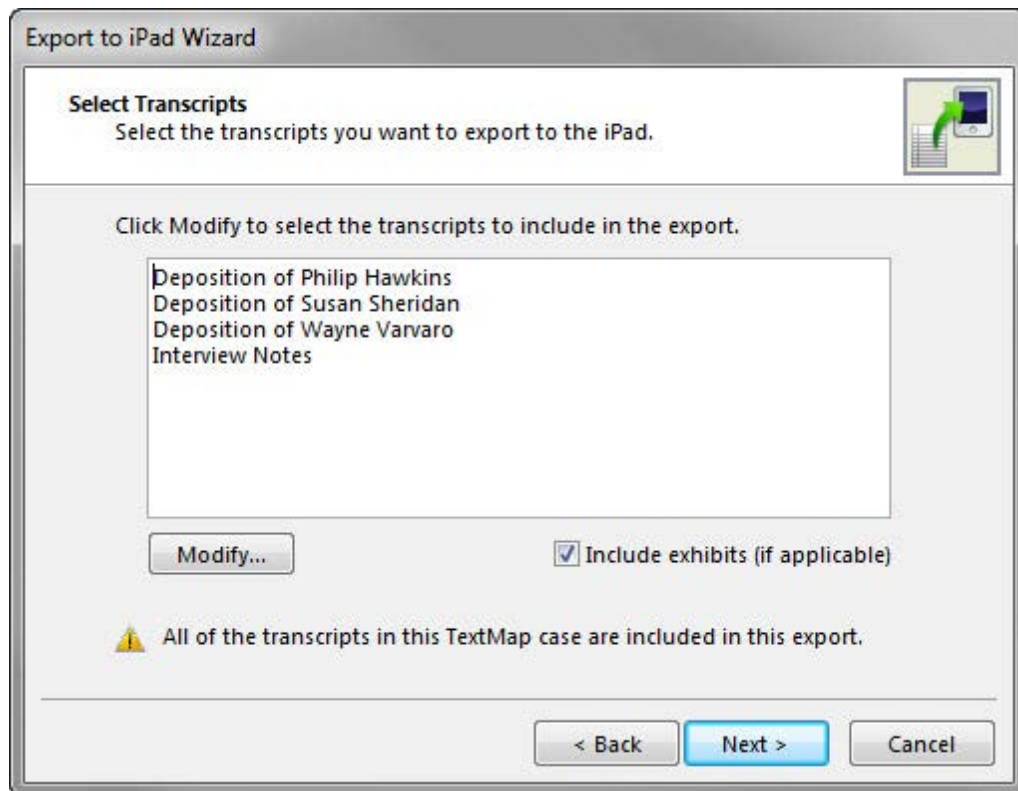 Export to iPad Wizard
Select Transcripts
Select the transcripts you want to export to the iPad.
Click Modify to select the transcripts to include in the export.
Deposition of Philip Hawkins
Deposition of Susan Sheridan
Deposition of Wayne Varvaro
Interview Notes
Modify...
Include exhibits (if applicable)
All of the transcripts in this TextMap case are included in this export.
< Back
Next >
Cancel